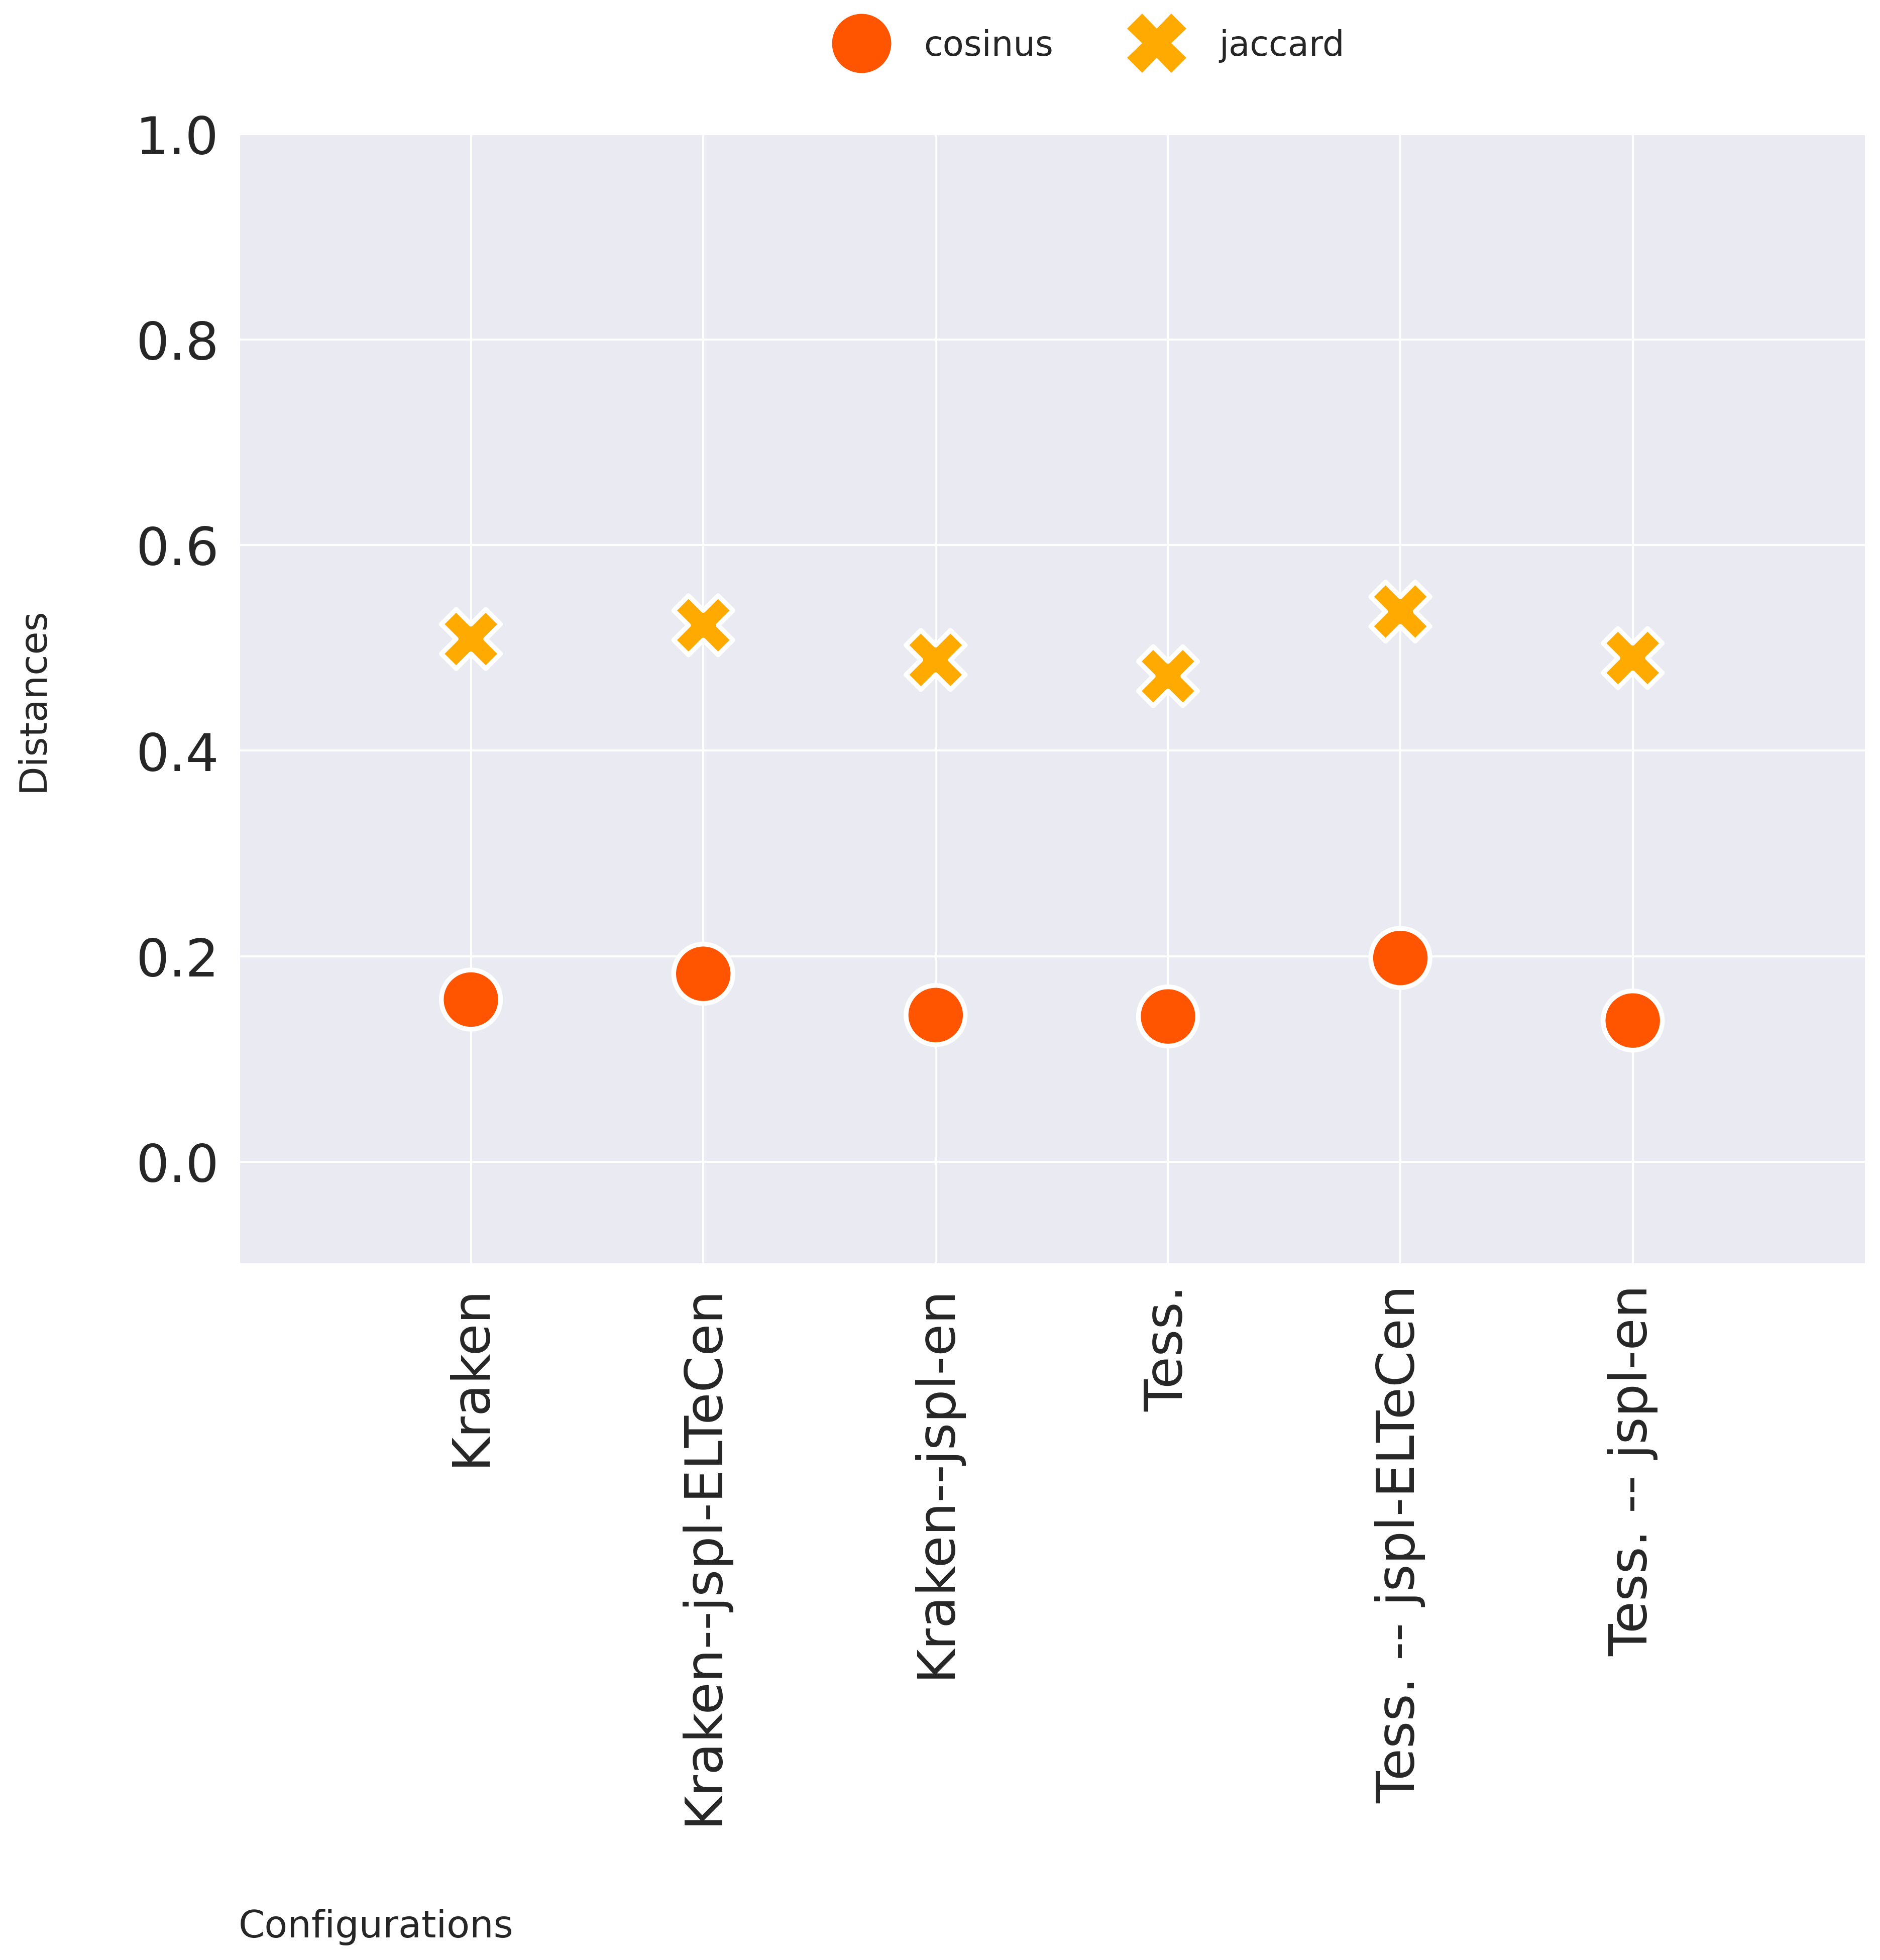 cosinus jaccard
1.0
0.8
0.6
0.4
0.2
0.0
Distances
Kraken
Kraken--jspl-ELTeCen
Kraken--jspl-en
Tess.
Tess. -- jspl-ELTeCen
Tess. -- jspl-en
Configurations